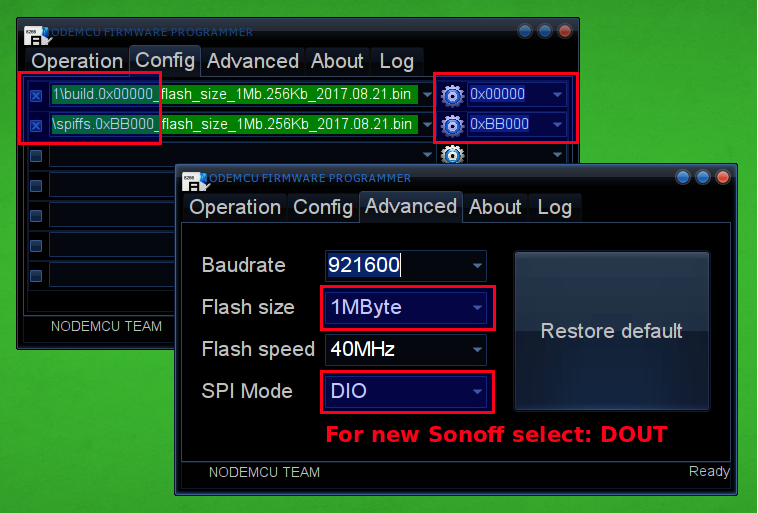 NODEMCU FIRMWARE PROGRAMMER
Operation Config Advanced About Log
1\build.0x00000_flash_size_1Mb.256Kb_2017.08.21.bin 0x00000
\spiffs.0xBB000_flash_size_1Mb.256Kb_2017.08.21.bin 0xBB000
NODEMCU TEAM
NODEMCU FIRMWARE PROGRAMMER
Operation Config Advanced About Log
Baudrate 921600
Flash size 1MByte
Flash speed 40MHz
SPI Mode DIO
Restore default
For new Sonoff select: DOUT
NODEMCU TEAM Ready